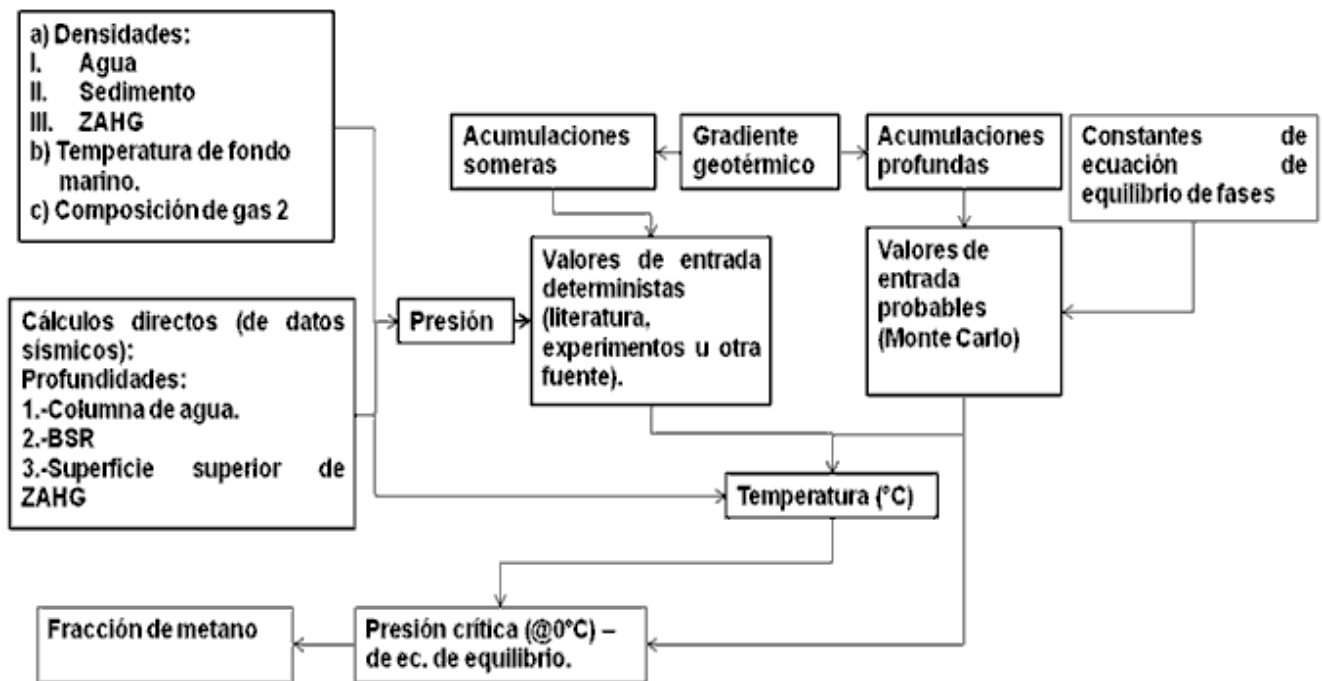 a) Densidades:
I. Agua
II. Sedimento
III. ZAHG
b) Temperatura de fondo
marino.
c) Composición de gas 2
Cálculos directos (de datos
sísmicos):
Profundidades:
1.-Columna de agua.
2.-BSR
3.-Superficie superior de
ZAHG
Presión
Acumulaciones
someras
Gradiente
geotérmico
Acumulaciones
profundas
Constantes de
ecuación de
equilibrio de fases
Valores de entrada
deterministas
(literatura,
experimentos u otra
fuente).
Valores de
entrada
probables
(Monte Carlo)
Temperatura (°C)
Presión crítica (@0°C) –
de ec. de equilibrio.
Fracción de metano